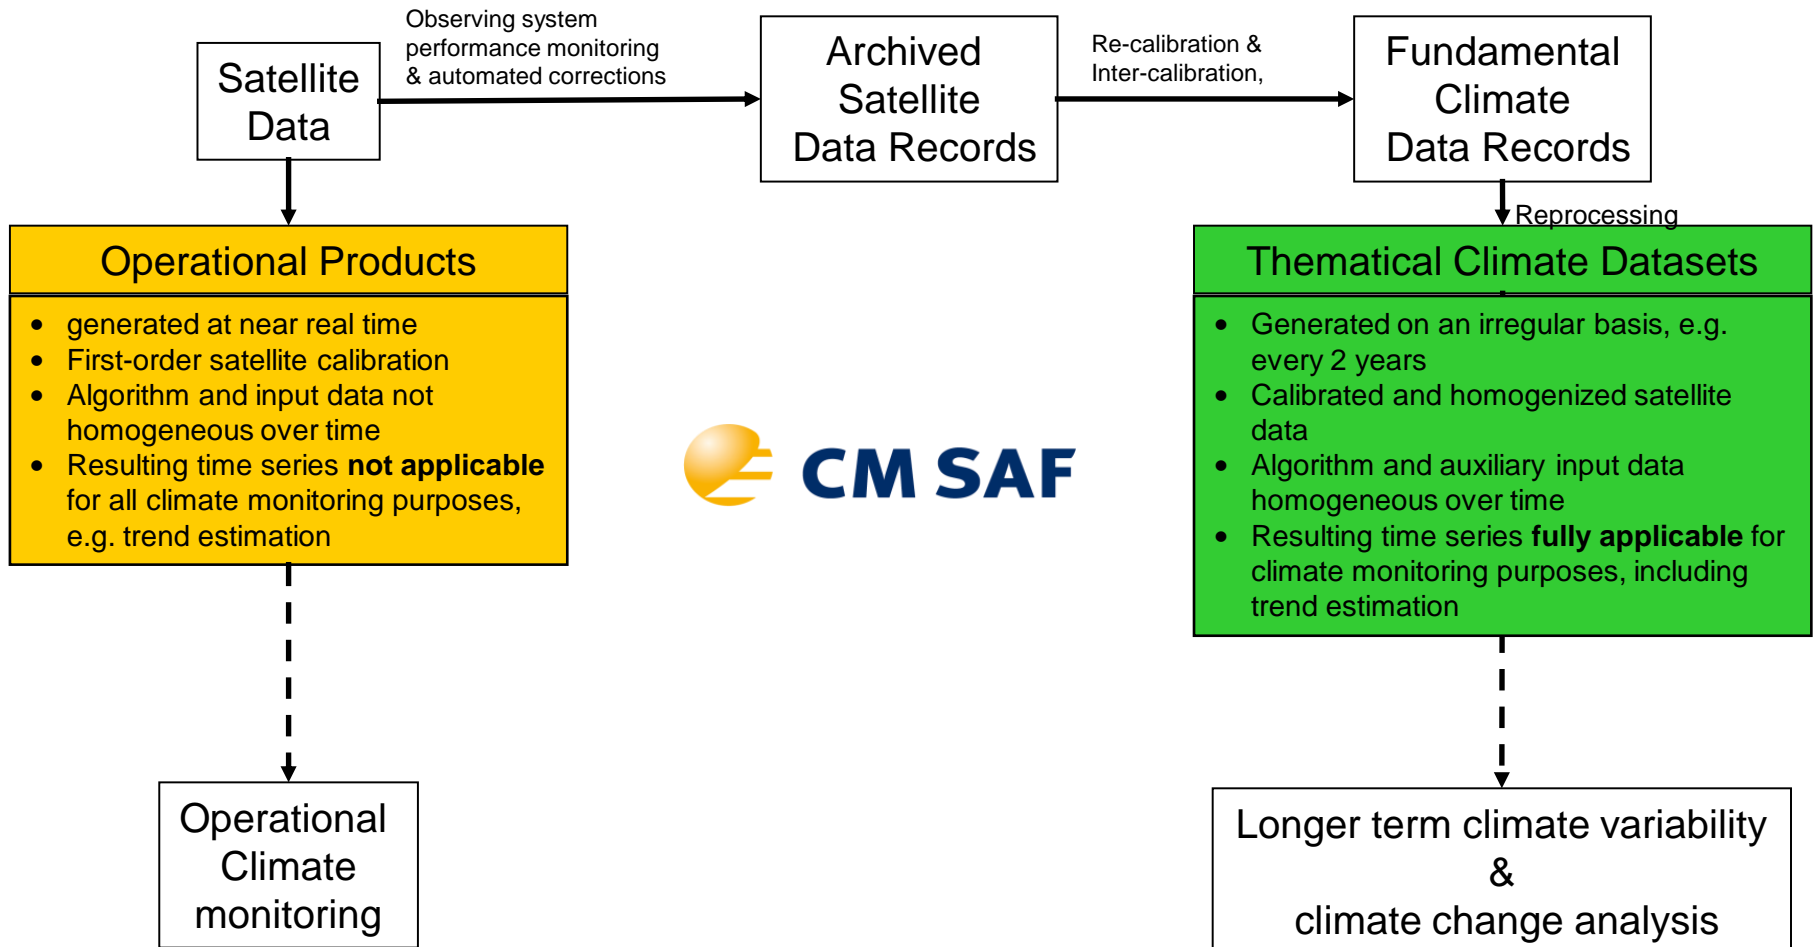 Satellite
Data
Observing system
performance monitoring
& automated corrections
Archived
Satellite
Data Records
Re-calibration &
Inter-calibration,
Fundamental
Climate
Data Records
Reprocessing
Operational Products
• generated at near real time
• First-order satellite calibration
• Algorithm and input data not
homogeneous over time
• Resulting time series not applicable
for all climate monitoring purposes,
e.g. trend estimation
CM SAF
Thematical Climate Datasets
• Generated on an irregular basis, e.g.
every 2 years
• Calibrated and homogenized satellite
data
• Algorithm and auxiliary input data
homogeneous over time
• Resulting time series fully applicable for
climate monitoring purposes, including
trend estimation
Operational
Climate
monitoring
Longer term climate variability
&
climate change analysis